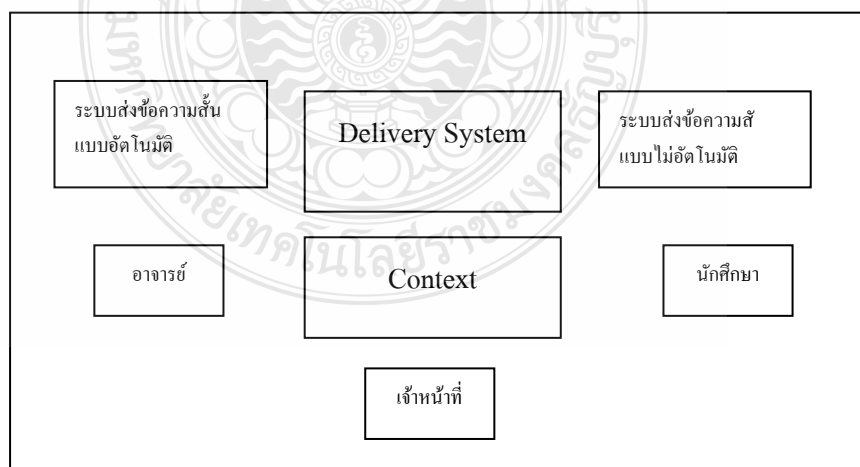 ระบบส่งข้อความสั้น
แบบอัตโนมัติ
Delivery System
ระบบส่งข้อความสั
แบบไม่อัตโนมัติ
อาจารย์
Context
นักศึกษา
เจ้าหน้าที่